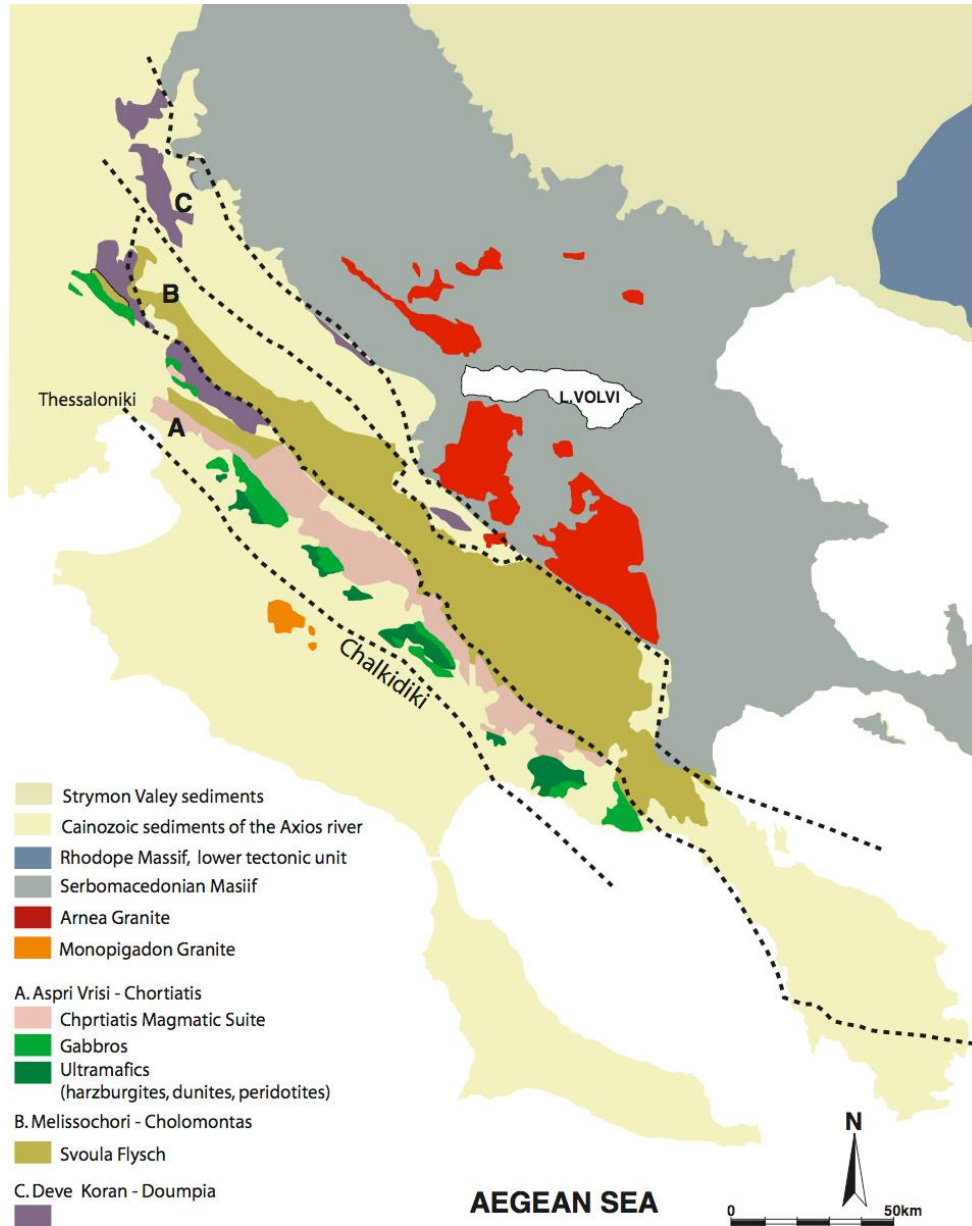 C
B
L.VOLVI
Thessaloniki
A
Chalkidiki
Strymon Valey sediments
Cainozoic sediments of the Axios river
Rhodope Massif, lower tectonic unit
Serbomacedonian Masiif
Arnea Granite
Monopigadon Granite
A. Aspri Vrisi - Chortiatis
Chprtiatis Magmatic Suite
Gabbros
Ultramafics
(harzburgites, dunites, peridotites)
B. Melissochori - Cholomontas
Svoula Flysch
C. Deve Koran - Doumpia
N
AEGEAN SEA
0 50km